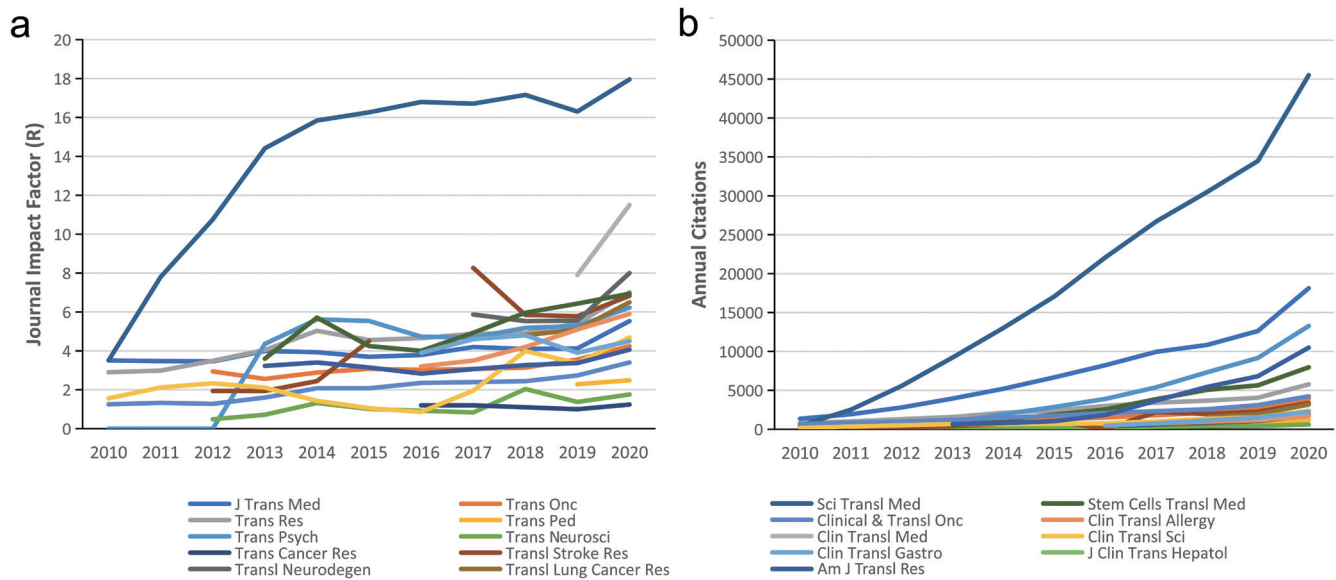 a
b
Journal Impact Factor (R)
20
18
16
14
12
10
8
6
4
2
0
2010 2011 2012 2013 2014 2015 2016 2017 2018 2019 2020
Annual Citations
50000
45000
40000
35000
30000
25000
20000
15000
10000
5000
0
2010 2011 2012 2013 2014 2015 2016 2017 2018 2019 2020
J Trans Med
Trans Onc
Trans Res
Trans Ped
Trans Psych
Trans Neurosci
Trans Cancer Res
Transl Stroke Res
Transl Neurodegen
Transl Lung Cancer Res
Sci Transl Med
Stem Cells Transl Med
Clinical & Transl Onc
Clin Transl Allergy
Clin Transl Med
Clin Transl Sci
Clin Transl Gastro
J Clin Trans Hepatol
Am J Transl Res